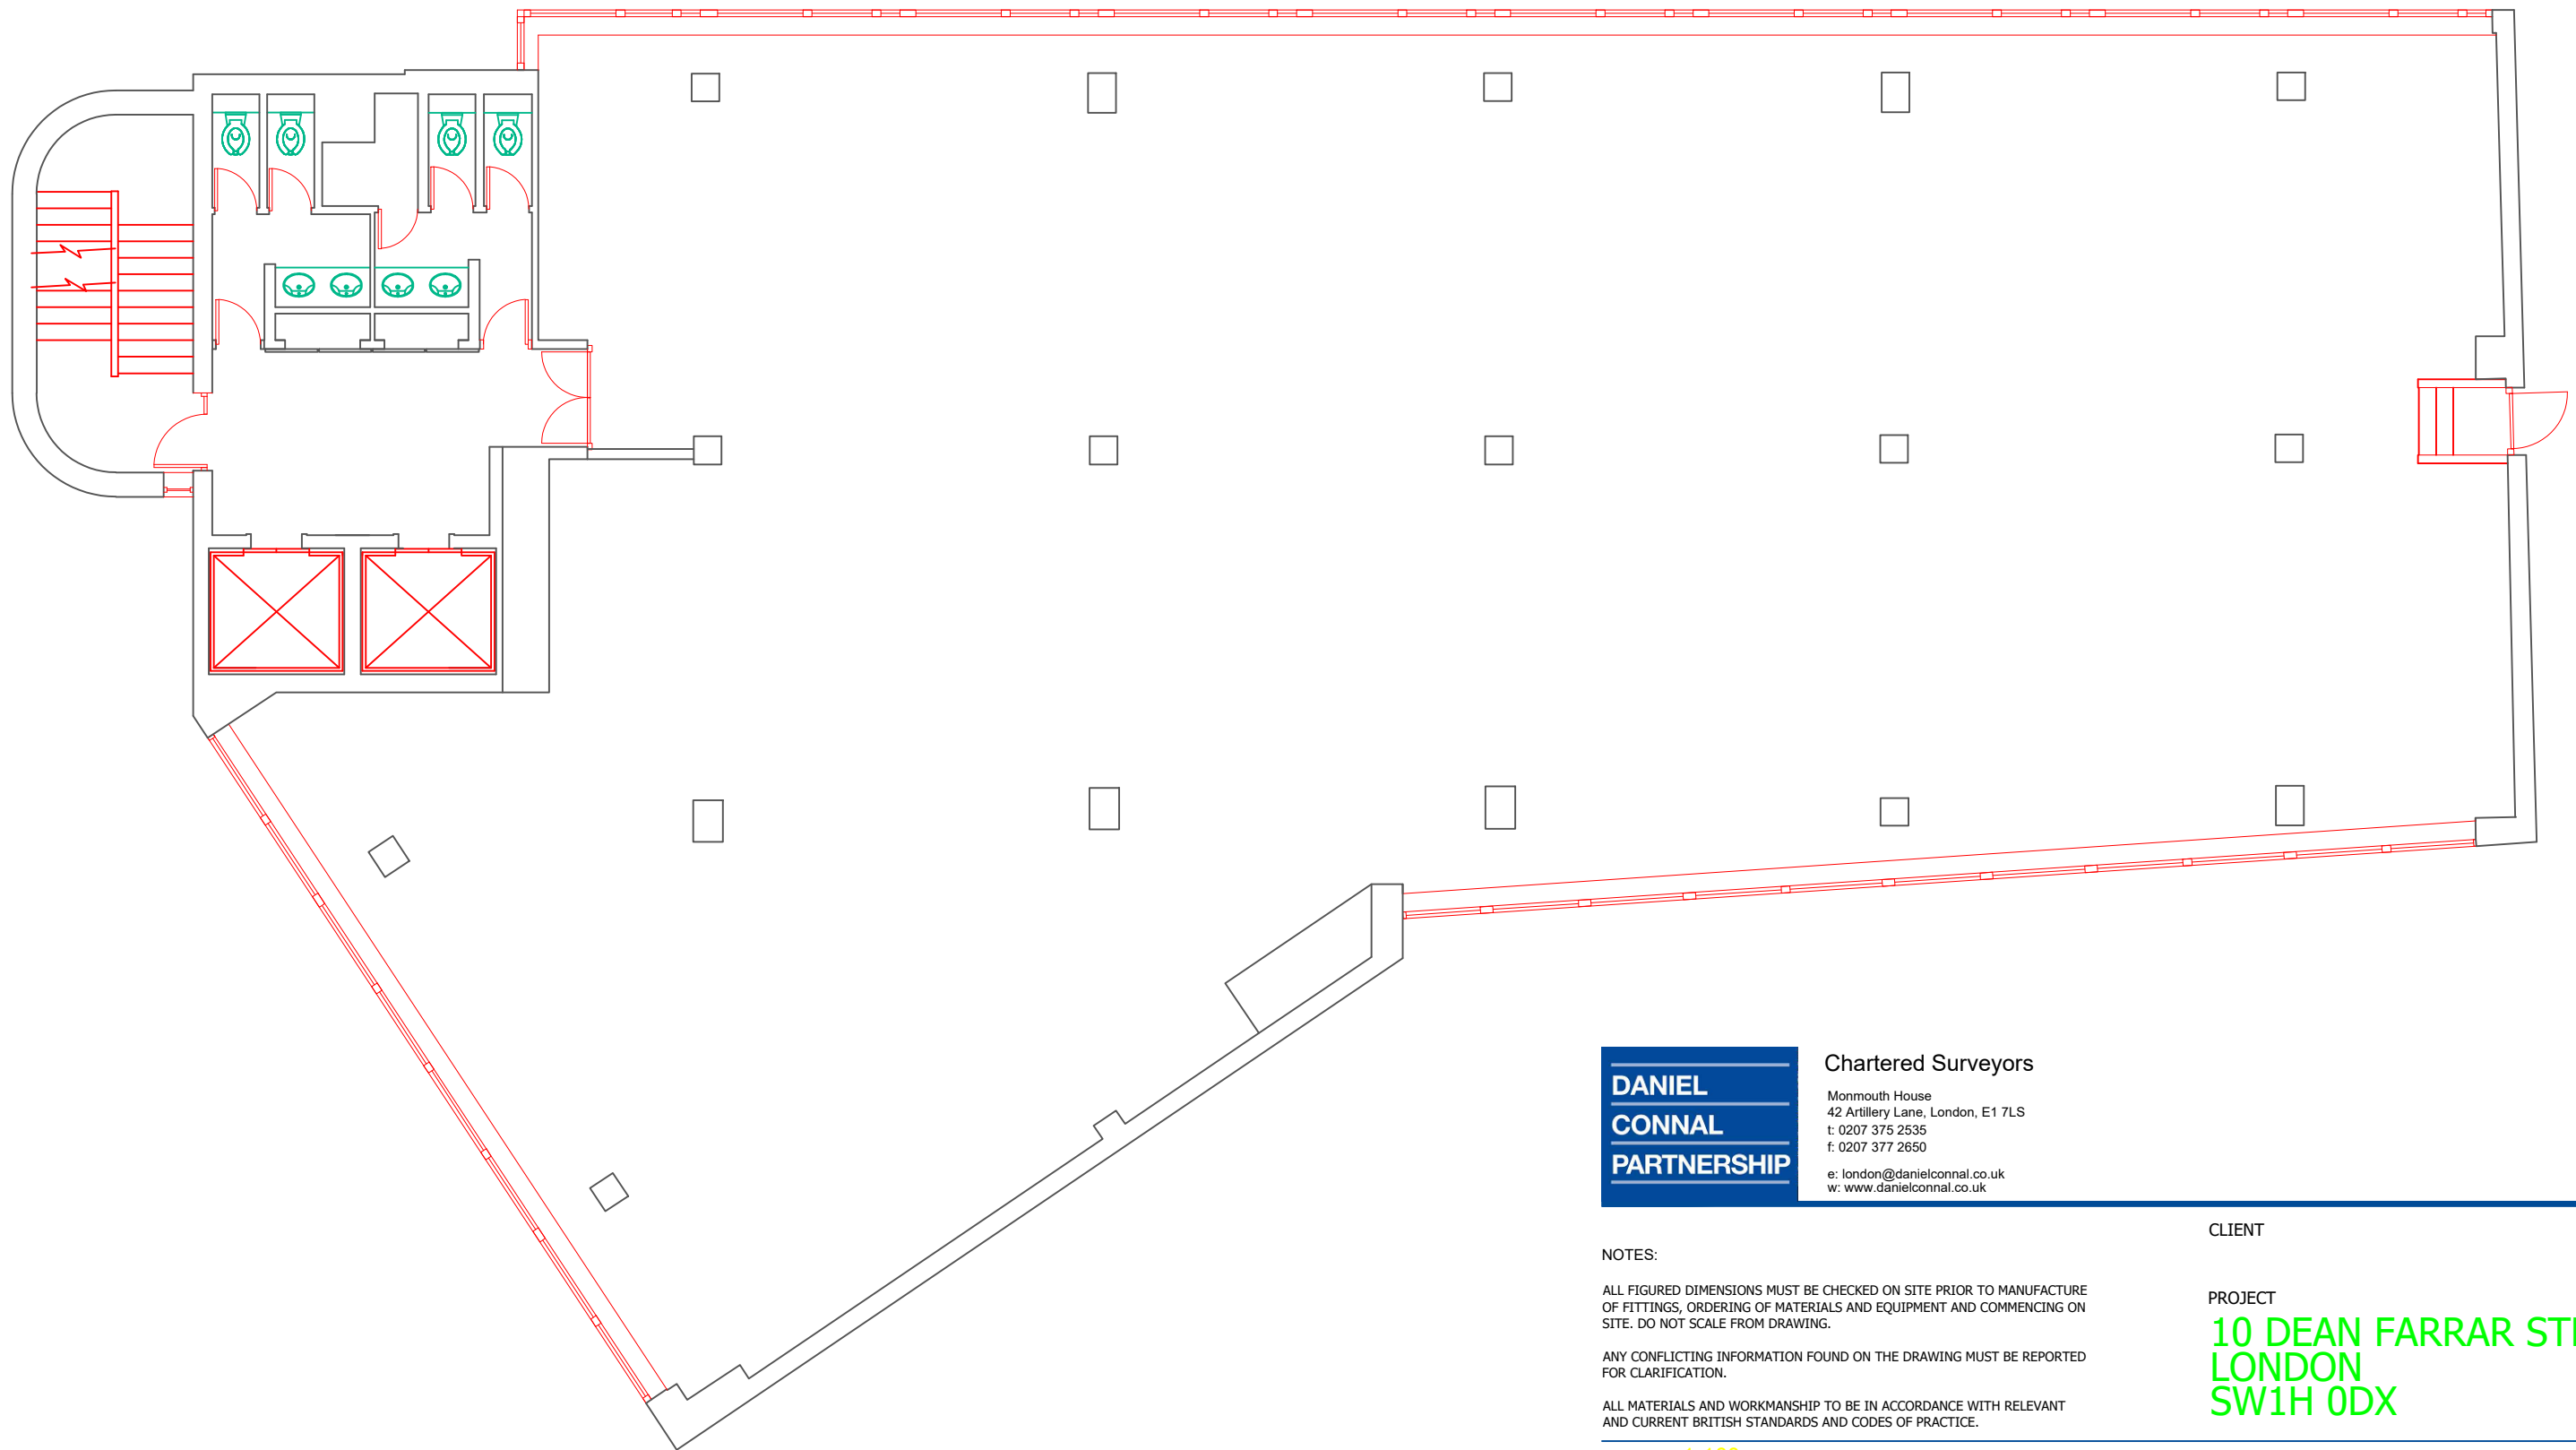 DANIEL
CONNAL
PARTNERSHIP
Chartered Surveyors
Monmouth House
42 Artillery Lane, London, E1 7LS
t: 0207 375 2535
f: 0207 377 2650
e: london@danielconnal.co.uk
w: www.danielconnal.co.uk
NOTES:
ALL FIGURED DIMENSIONS MUST BE CHECKED ON SITE PRIOR TO MANUFACTURE
OF FITTINGS, ORDERING OF MATERIALS AND EQUIPMENT AND COMMENCING ON
SITE. DO NOT SCALE FROM DRAWING.
ANY CONFLICTING INFORMATION FOUND ON THE DRAWING MUST BE REPORTED
FOR CLARIFICATION.
ALL MATERIALS AND WORKMANSHIP TO BE IN ACCORDANCE WITH RELEVANT
AND CURRENT BRITISH STANDARDS AND CODES OF PRACTICE.
CLIENT
PROJECT
10 DEAN FARRAR
LONDON
SW1H 0DX